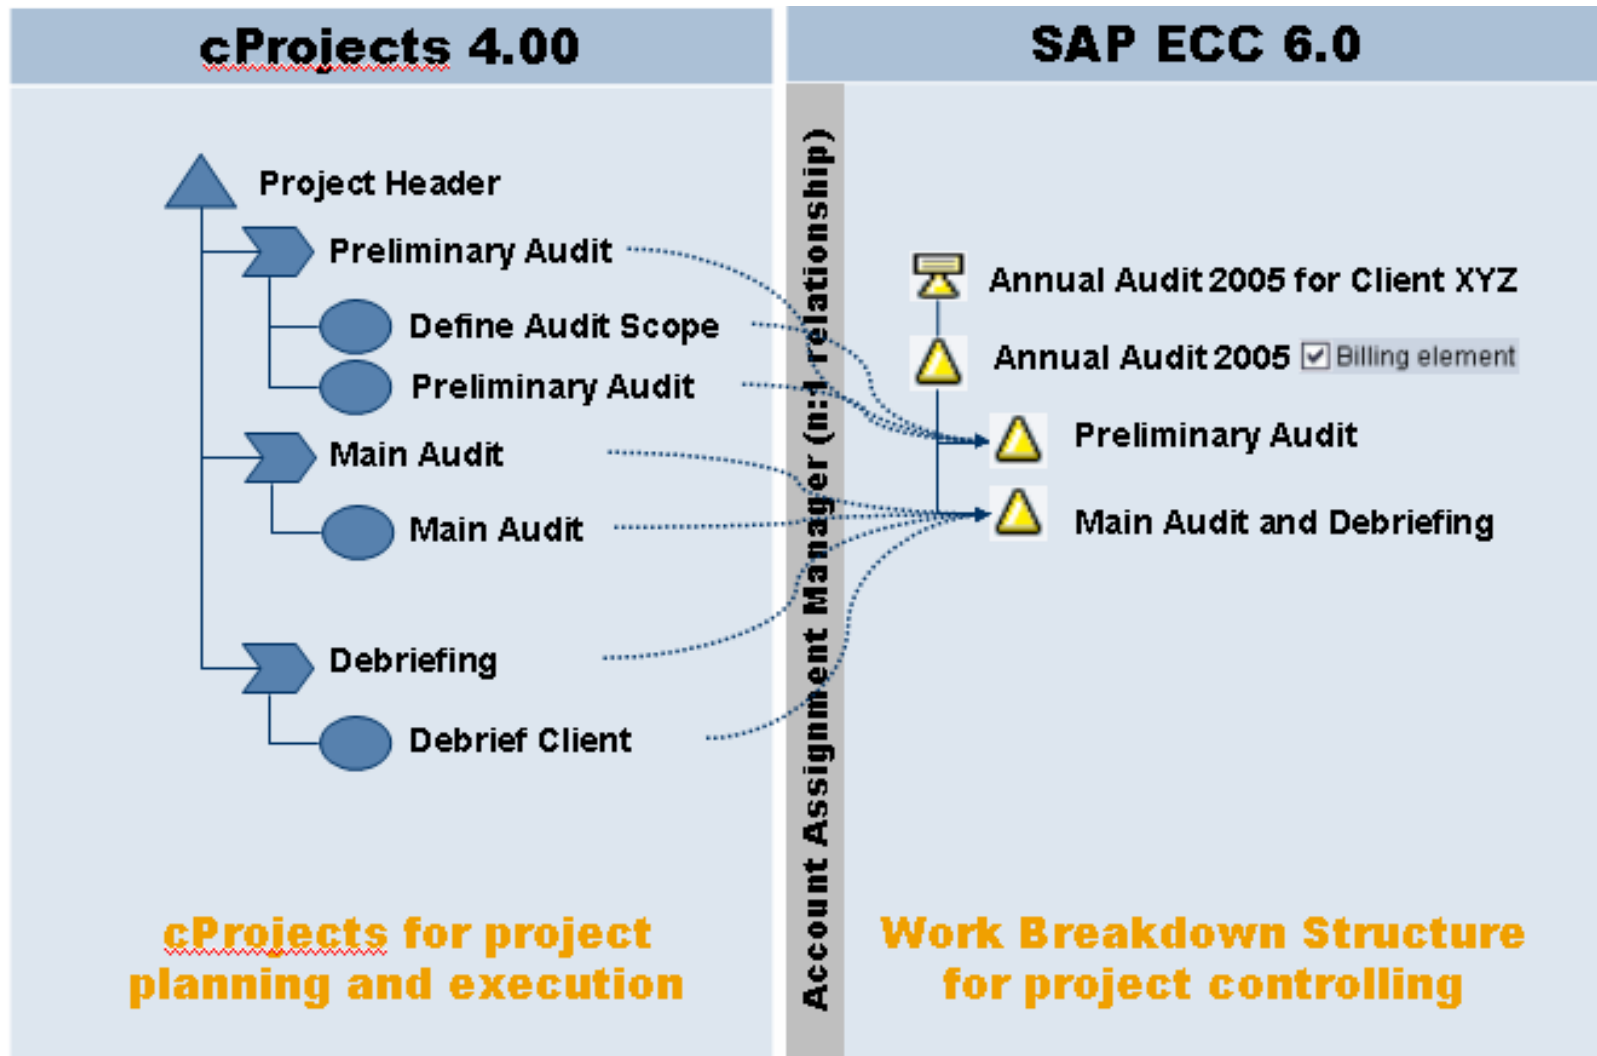 cProjects 4.00
Project Header
Preliminary Audit
Define Audit Scope
Preliminary Audit
Main Audit
Main Audit
Debriefing
Debrief Client
cProjects for project
planning and execution
Account Assignment Manager (n:1 relationship)
SAP ECC 6.0
Annual Audit 2005 for Client XYZ
Annual Audit 2005 Billing element
Preliminary Audit
Main Audit and Debriefing
Work Breakdown Structure
for project controlling